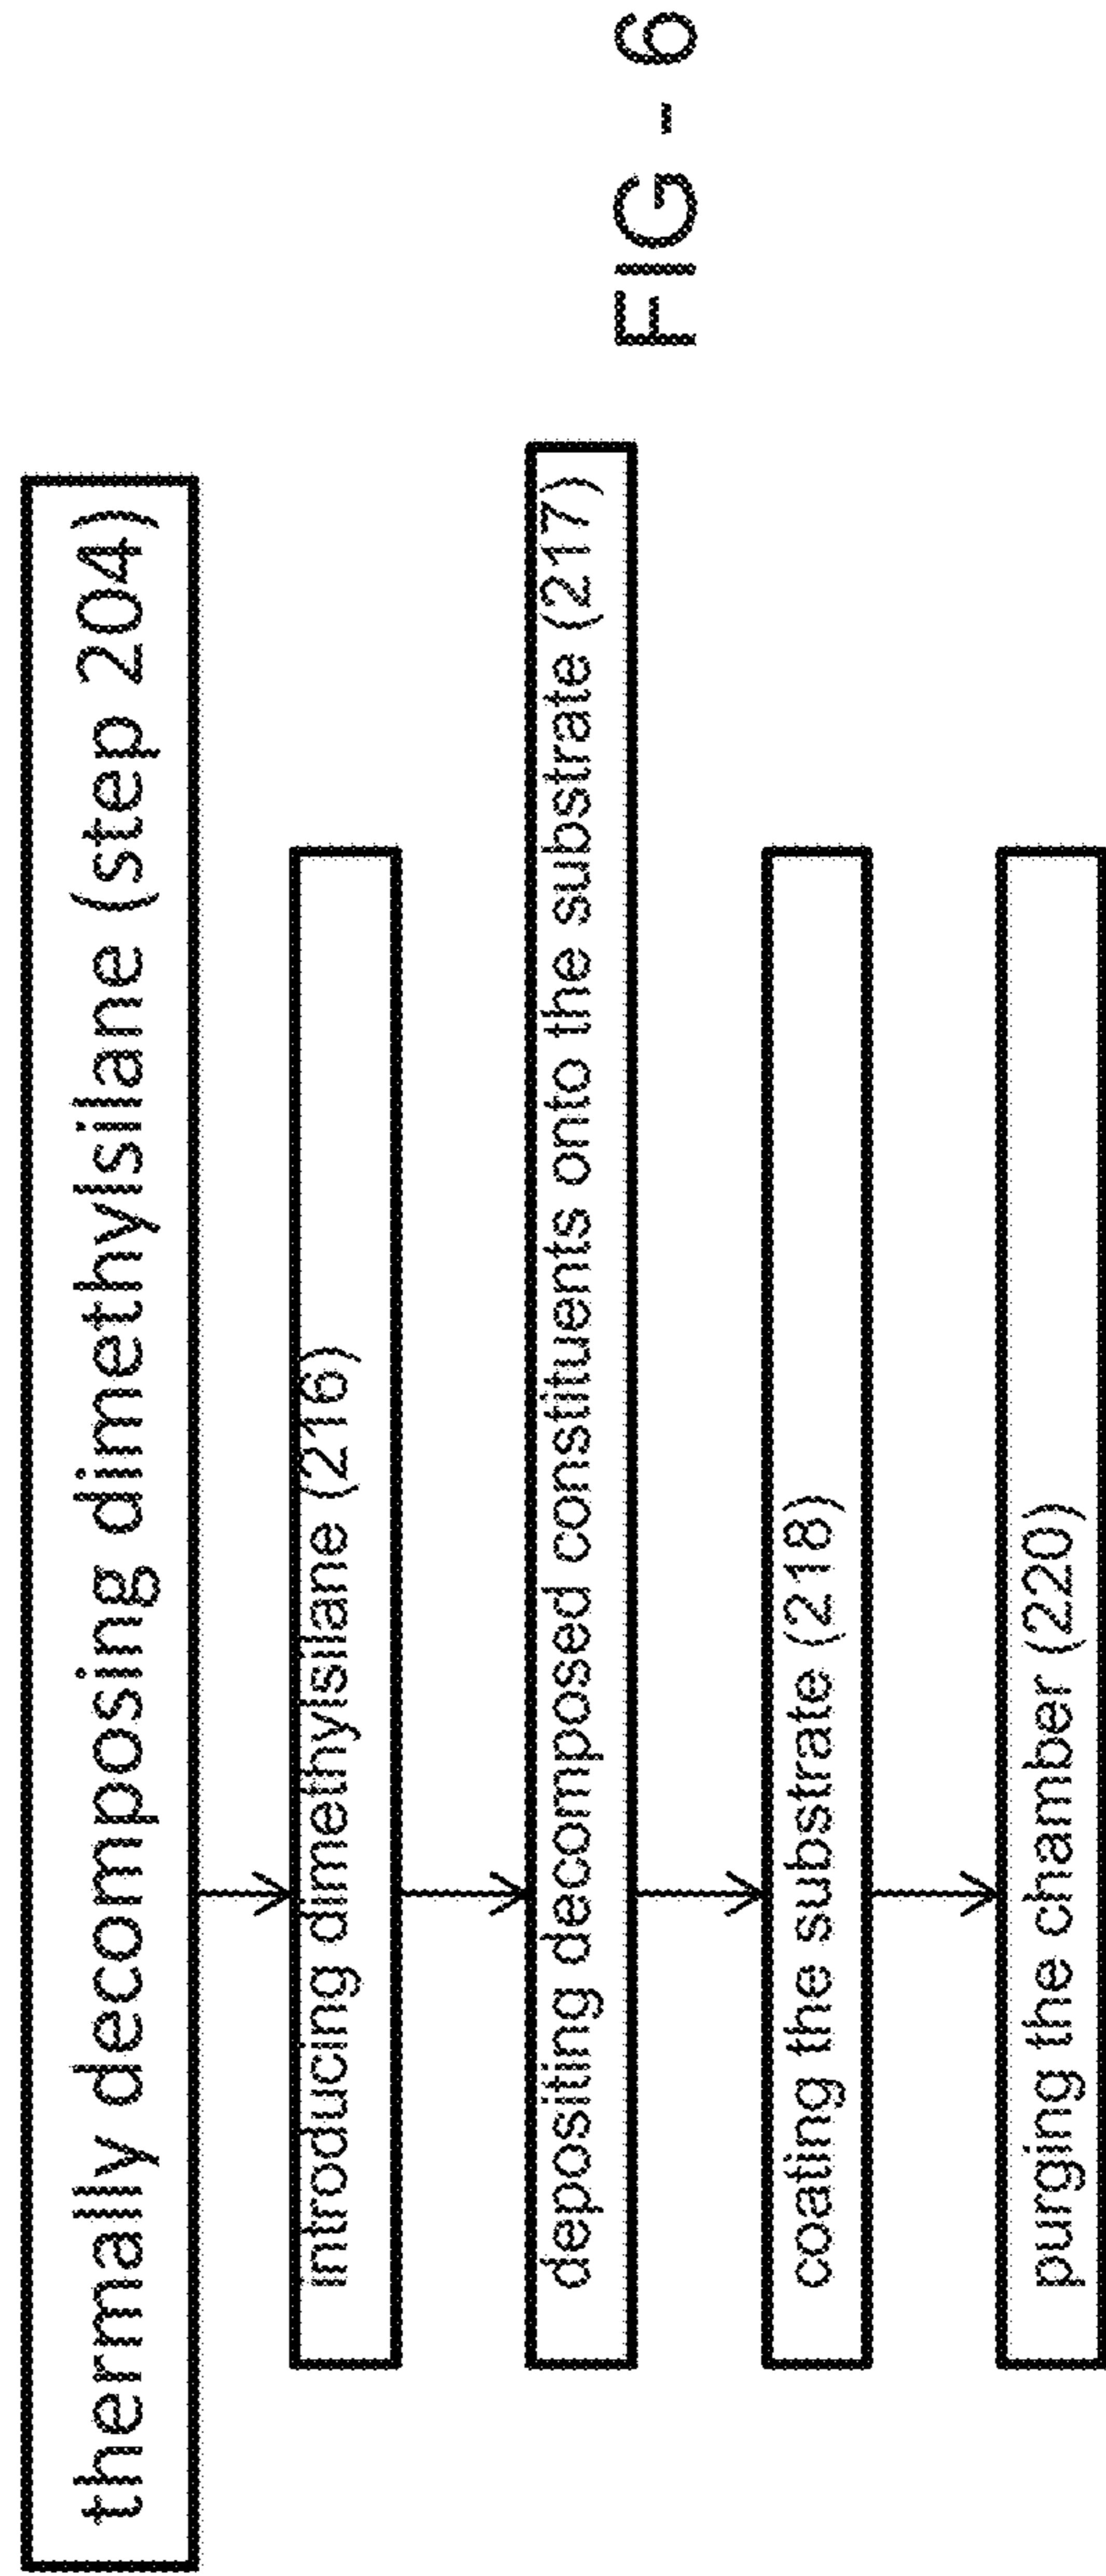 thermally decomposing dimethylsilane (step 204)
introducing dimethylsilane (216)
depositing decomposed constituents onto the substrate (217)
coating the substrate (218)
purging the chamber (220)
FIG - 6